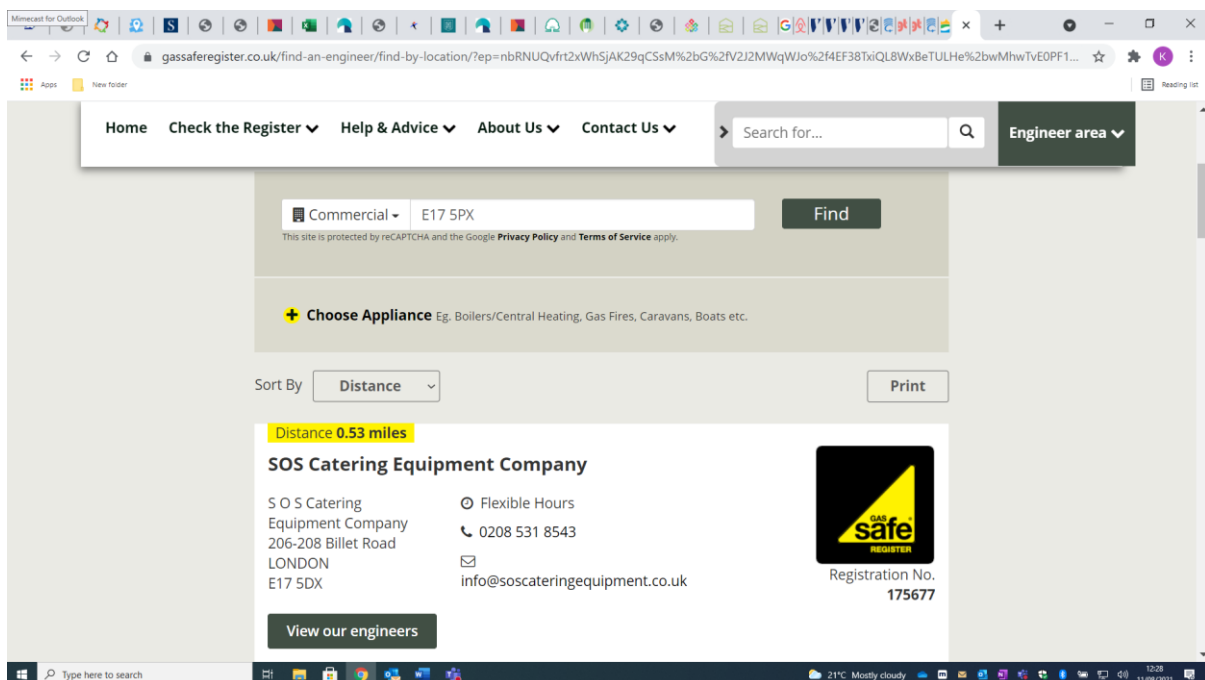 Mimecast for Outlook
gassaferegister.co.uk/find-an-engineer/find-by-location/?ep=nbRNUQvfrt2xWhSjAK29qCSsM%2bG%2fV2J2MWqWJo%2f4EF38TxiQL8WxBeTULHe%2bwMhwTvE0PF1...
K
Apps
New folder
Reading list
Home
Check the Register
Help & Advice
About Us
Contact Us
Search for...
Engineer area
Commercial
E17 5PX
Find
This site is protected by reCAPTCHA and the Google Privacy Policy and Terms of Service apply.
Choose Appliance Eg. Boilers/Central Heating, Gas Fires, Caravans, Boats etc.
Sort By
Distance
Print
Distance 0.53 miles
SOS Catering Equipment Company
S O S Catering
Equipment Company
206-208 Billet Road
LONDON
E17 5DX
Flexible Hours
0208 531 8543
info@soscateringequipment.co.uk
GAS
safe
REGISTER
Registration No.
175677
View our engineers
Type here to search
21°C Mostly cloudy
12:28
11/08/2021